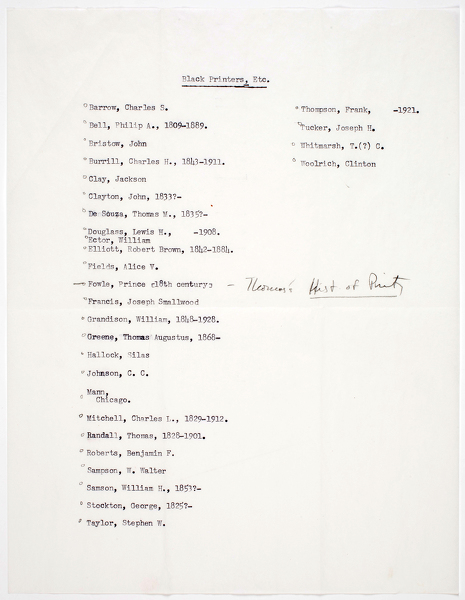 Black Printers, Etc.
Barrow, Charles S.
Bell, Philip A., 1809-1889.
Bristow, John
Burrill, Charles H., 1843-1911.
Clay, Jackson
Clayton, John, 1833?-
De Souza, Thomas M., 1835?-
Douglass, Lewis H., -1908.
Ector, William
Elliott, Robert Brown, 1842-1884.
Fields, Alice V.
Fowle, Prince (18th century) - Thomas's Hist of Printg
Francis, Joseph Smallwood
Grandison, William, 1848-1928.
Greene, Thomas Augustus, 1868-
Hallock, Silas
Johnson, C. C.
Mann,
Chicago.
Mitchell, Charles L., 1829-1912.
Randall, Thomas, 1828-1901.
Roberts, Benjamin F.
Sampson, W. Walter
Samson, William H., 1853?-
Stockton, George, 1825?-
Taylor, Stephen W.
Thompson, Frank, -1921.
Tucker, Joseph H.
Whitmarsh, T.(?) C.
Woolrich, Clinton